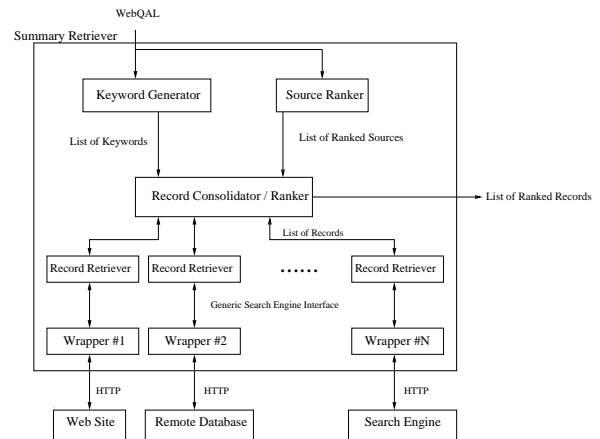 WebQAL
Summary Retriever
Keyword Generator
Source Ranker
List of Keywords
List of Ranked Sources
Record Consolidator / Ranker
List of Ranked Records
List of Records
Record Retriever
Record Retriever
......
Record Retriever
Generic Search Engine Interface
Wrapper #1
Wrapper #2
Wrapper #N
HTTP
HTTP
HTTP
Web Site
Remote Database
Search Engine